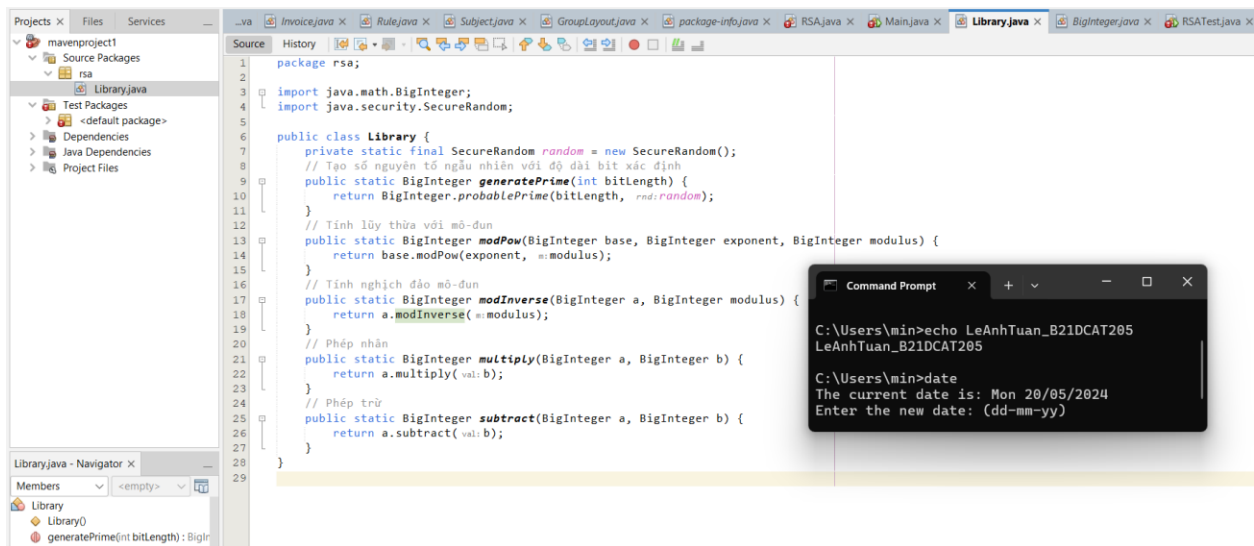 Projects × Files Services
mavenproject1
Source Packages
rsa
Library.java
Test Packages
<default package>
Dependencies
Java Dependencies
Project Files
Library.java - Navigator ×
Members <empty>
Library
Library()
generatePrime(int bitLength) : BigIn
...va Invoice.java × Rule.java × Subject.java × GroupLayout.java × package-info.java × RSA.java × Main.java × Library.java × BigInteger.java × RSATest.java ×
Source History
1 package rsa;
2
3 import java.math.BigInteger;
4 import java.security.SecureRandom;
5
6 public class Library {
7 private static final SecureRandom random = new SecureRandom();
8 // Tạo số nguyên tố ngẫu nhiên với độ dài bit xác định
9 public static BigInteger generatePrime(int bitLength) {
10 return BigInteger.probablePrime(bitLength, rnd:random);
11 }
12 // Tính lũy thừa với mô-đun
13 public static BigInteger modPow(BigInteger base, BigInteger exponent, BigInteger modulus) {
14 return base.modPow(exponent, m:modulus);
15 }
16 // Tính nghịch đảo mô-đun
17 public static BigInteger modInverse(BigInteger a, BigInteger modulus) {
18 return a.modInverse( m:modulus);
19 }
20 // Phép nhân
21 public static BigInteger multiply(BigInteger a, BigInteger b) {
22 return a.multiply( val:b);
23 }
24 // Phép trừ
25 public static BigInteger subtract(BigInteger a, BigInteger b) {
26 return a.subtract( val:b);
27 }
28 }
29
Command Prompt
C:\Users\min>echo LeAnhTuan_B21DCAT205
LeAnhTuan_B21DCAT205
C:\Users\min>date
The current date is: Mon 20/05/2024
Enter the new date: (dd-mm-yy)